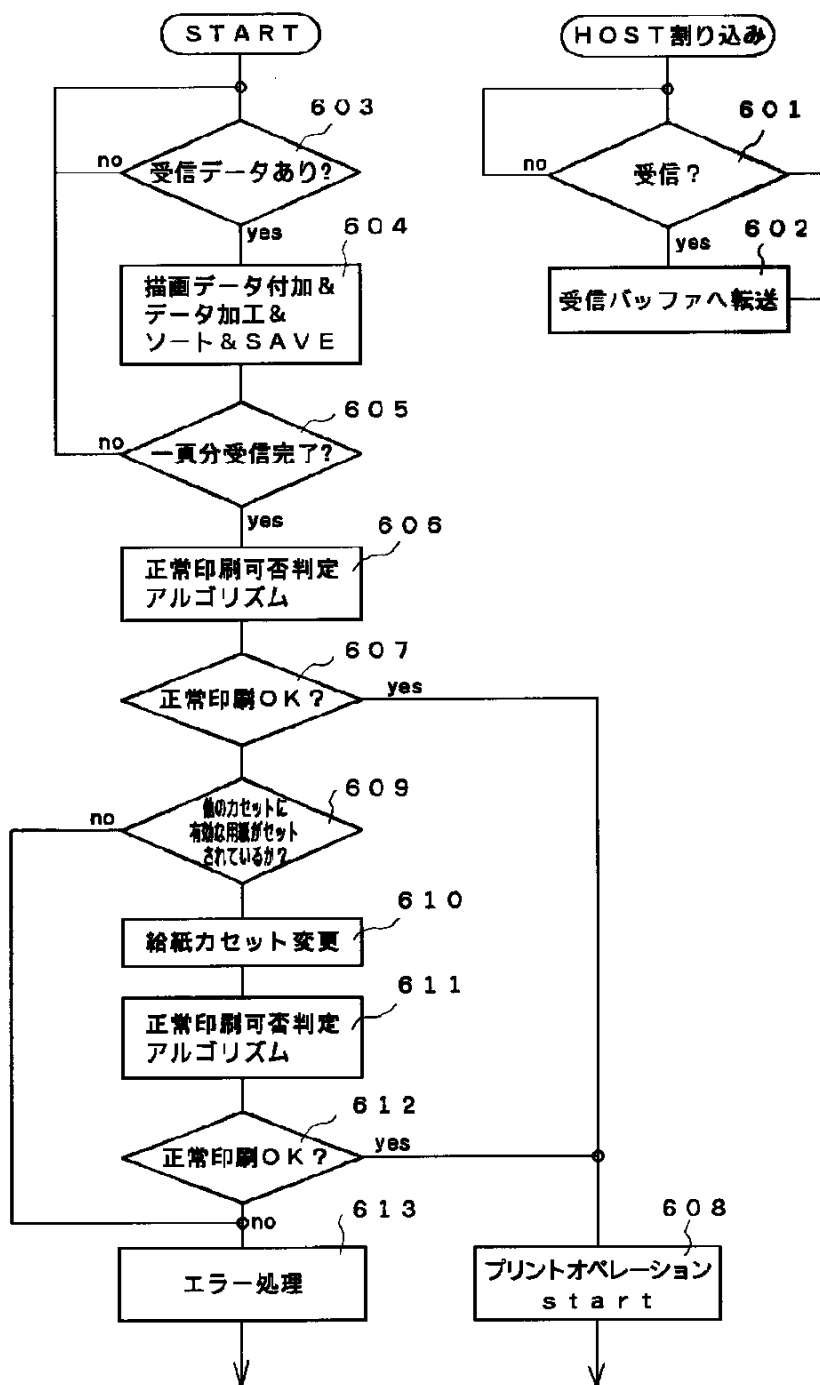 START
603
受信データあり?
no
yes
604
描画データ付加&
データ加工&
ソート&SAVE
605
一頁分受信完了?
no
yes
606
正常印刷可否判定
アルゴリズム
607
正常印刷OK?
yes
609
他のカセットに
有効な用紙がセット
されているか?
no
610
給紙カセット変更
611
正常印刷可否判定
アルゴリズム
612
正常印刷OK?
yes
no
613
エラー処理
HOST割り込み
601
受信?
no
yes
602
受信バッファへ転送
608
プリントオペレーション
start